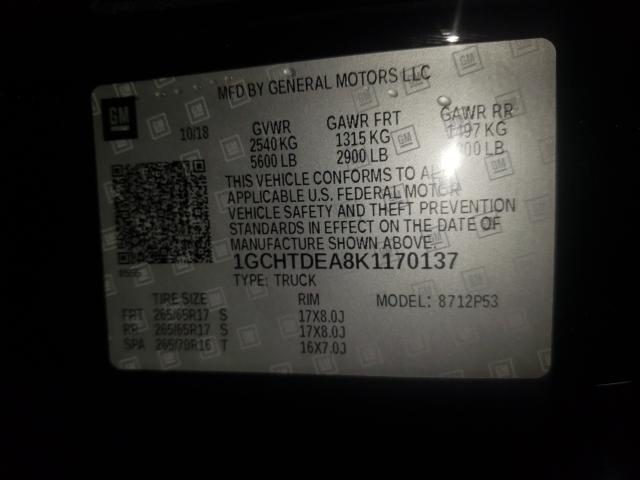 MFD BY GENERAL MOTORS LLC
GM
10/18
GVWR GAWR FRT GAWR RR
2540 KG 1315 KG 1497 KG
5600 LB 2900 LB 00 LB
THIS VEHICLE CONFORMS TO ALL
APPLICABLE U.S. FEDERAL MOTOR
VEHICLE SAFETY AND THEFT PREVENTION
STANDARDS IN EFFECT ON THE DATE OF
MANUFACTURE SHOWN ABOVE.
1GCHTDEA8K1170137
TYPE: TRUCK
TIRE SIZE RIM MODEL: 8712P53
FRT 265/65R17 S 17X8.0J
RR 265/65R17 S 17X8.0J
SPA 265/70R16 T 16X7.0J